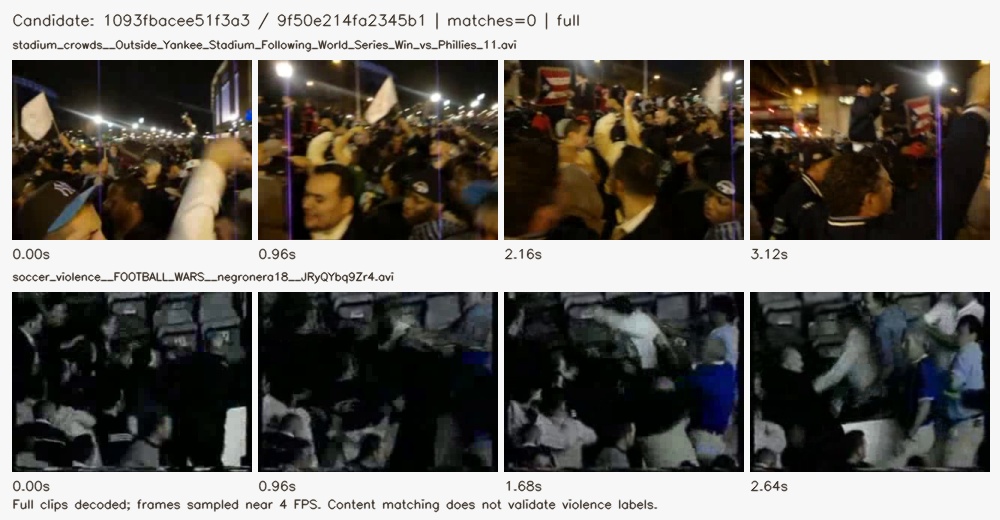 Candidate: 1093fbacee51f3a3 / 9f50e214fa2345b1 | matches=0 | full
stadium_crowds__Outside_Yankee_Stadium_Following_World_Series_Win_vs_Phillies_11.avi
0.00s 0.96s 2.16s 3.12s
soccer_violence__FOOTBALL_WARS__negronera18__JRyQYbq9Zr4.avi
0.00s 0.96s 1.68s 2.64s
Full clips decoded; frames sampled near 4 FPS. Content matching does not validate violence labels.